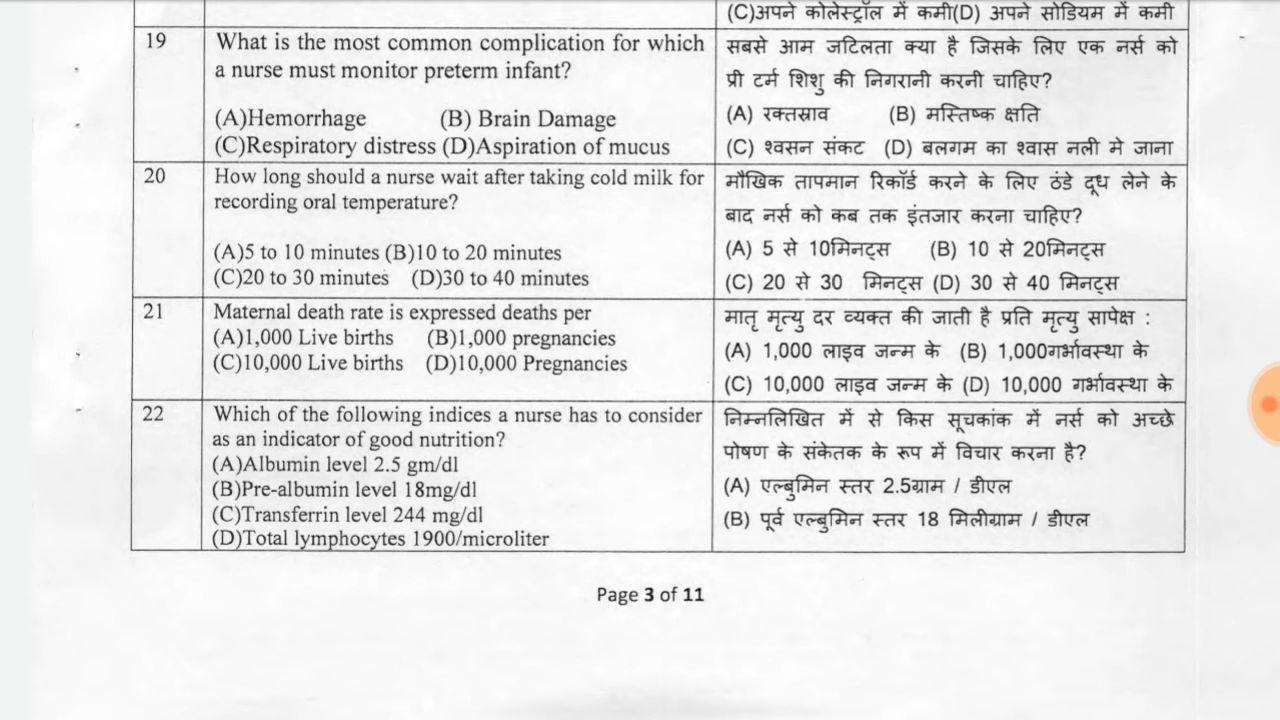 (C)अपने कोलेस्ट्रॉल में कमी(D) अपने सोडियम में कमी
19
What is the most common complication for which
a nurse must monitor preterm infant?
(A)Hemorrhage (B) Brain Damage
(C)Respiratory distress (D)Aspiration of mucus
सबसे आम जटिलता क्या है जिसके लिए एक नर्स को
प्री टर्म शिशु की निगरानी करनी चाहिए?
(A) रक्तस्राव (B) मस्तिष्क क्षति
(C) श्वसन संकट (D) बलगम का श्वास नली मे जाना
20
How long should a nurse wait after taking cold milk for
recording oral temperature?
(A)5 to 10 minutes (B)10 to 20 minutes
(C)20 to 30 minutes (D)30 to 40 minutes
मौखिक तापमान रिकॉर्ड करने के लिए ठंडे दूध लेने के
बाद नर्स को कब तक इंतजार करना चाहिए?
(A) 5 से 10मिनट्स (B) 10 से 20मिनट्स
(C) 20 से 30 मिनट्स (D) 30 से 40 मिनट्स
21
Maternal death rate is expressed deaths per
(A)1,000 Live births (B)1,000 pregnancies
(C)10,000 Live births (D)10,000 Pregnancies
मातृ मृत्यु दर व्यक्त की जाती है प्रति मृत्यु सापेक्ष :
(A) 1,000 लाइव जन्म के (B) 1,000गर्भावस्था के
(C) 10,000 लाइव जन्म के (D) 10,000 गर्भावस्था के
22
Which of the following indices a nurse has to consider
as an indicator of good nutrition?
(A)Albumin level 2.5 gm/dl
(B)Pre-albumin level 18mg/dl
(C)Transferrin level 244 mg/dl
(D)Total lymphocytes 1900/microliter
निम्नलिखित में से किस सूचकांक में नर्स को अच्छे
पोषण के संकेतक के रूप में विचार करना है?
(A) एल्बुमिन स्तर 2.5ग्राम / डीएल
(B) पूर्व एल्बुमिन स्तर 18 मिलीग्राम / डीएल
Page 3 of 11